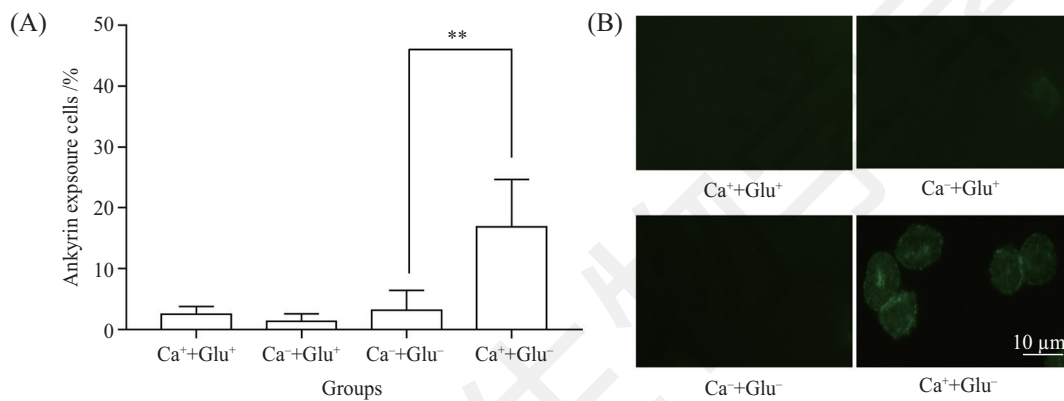 (A)
50
40
30
20
10
0
Ankyrin expsoure cells /%
**
Ca⁺+Glu⁺
Ca⁻+Glu⁺
Ca⁻+Glu⁻
Ca⁺+Glu⁻
Groups
(B)
Ca⁺+Glu⁺
Ca⁻+Glu⁺
10 μm
Ca⁻+Glu⁻
Ca⁺+Glu⁻